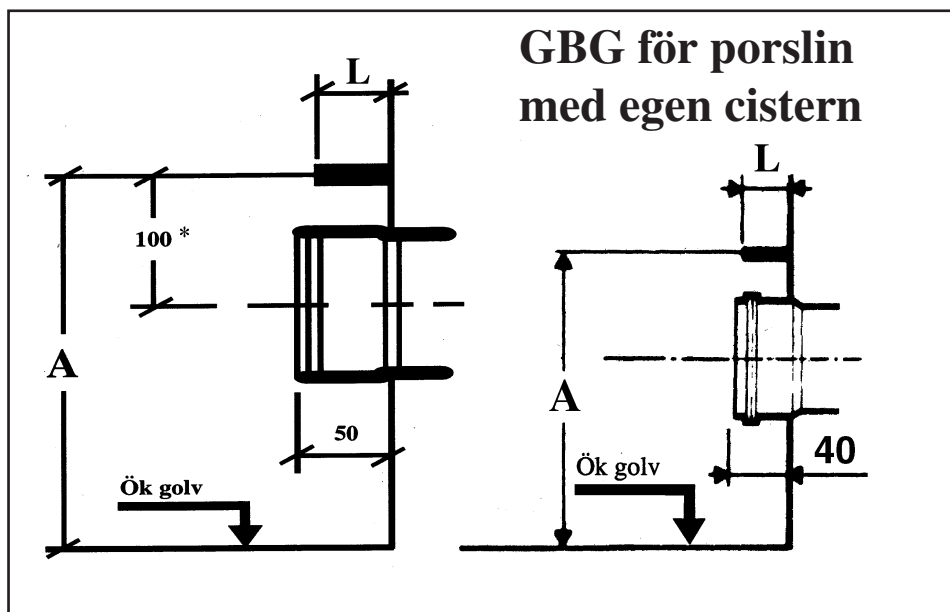 GBG för porslin
med egen cistern
L
100 *
A
50
Ök golv
L
A
40
Ök golv